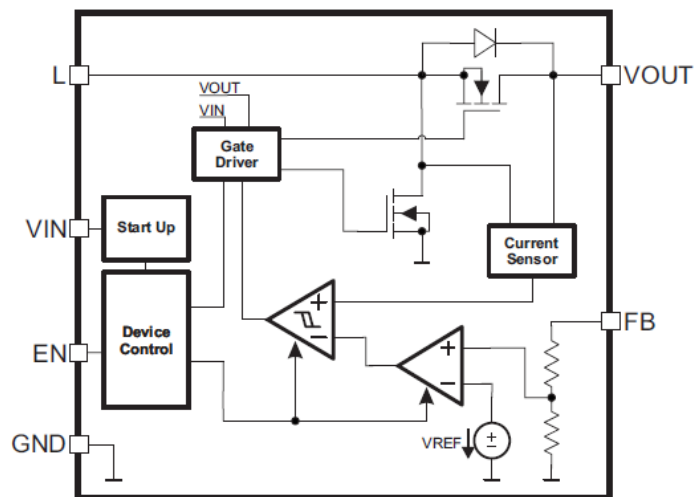 L
VOUT
VOUT
VIN
Gate
Driver
VIN
Start Up
Current
Sensor
Device
Control
EN
FB
GND
+
−
+
−
VREF
±